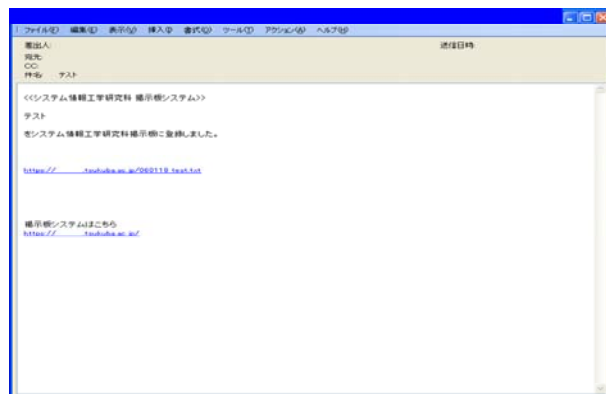 ファイル(F) 編集(E) 表示(V) 挿入(I) 書式(O) ツール(T) アクション(A) ヘルプ(H)
差出人: 送信日時:
宛先:
CC:
件名: テスト
<<システム情報工学研究科 掲示板システム>>
テスト
をシステム情報工学研究科掲示板に登録しました。
https:// .tsukuba.ac.jp/060118_test.txt
掲示板システムはこちら
https:// .tsukuba.ac.jp/